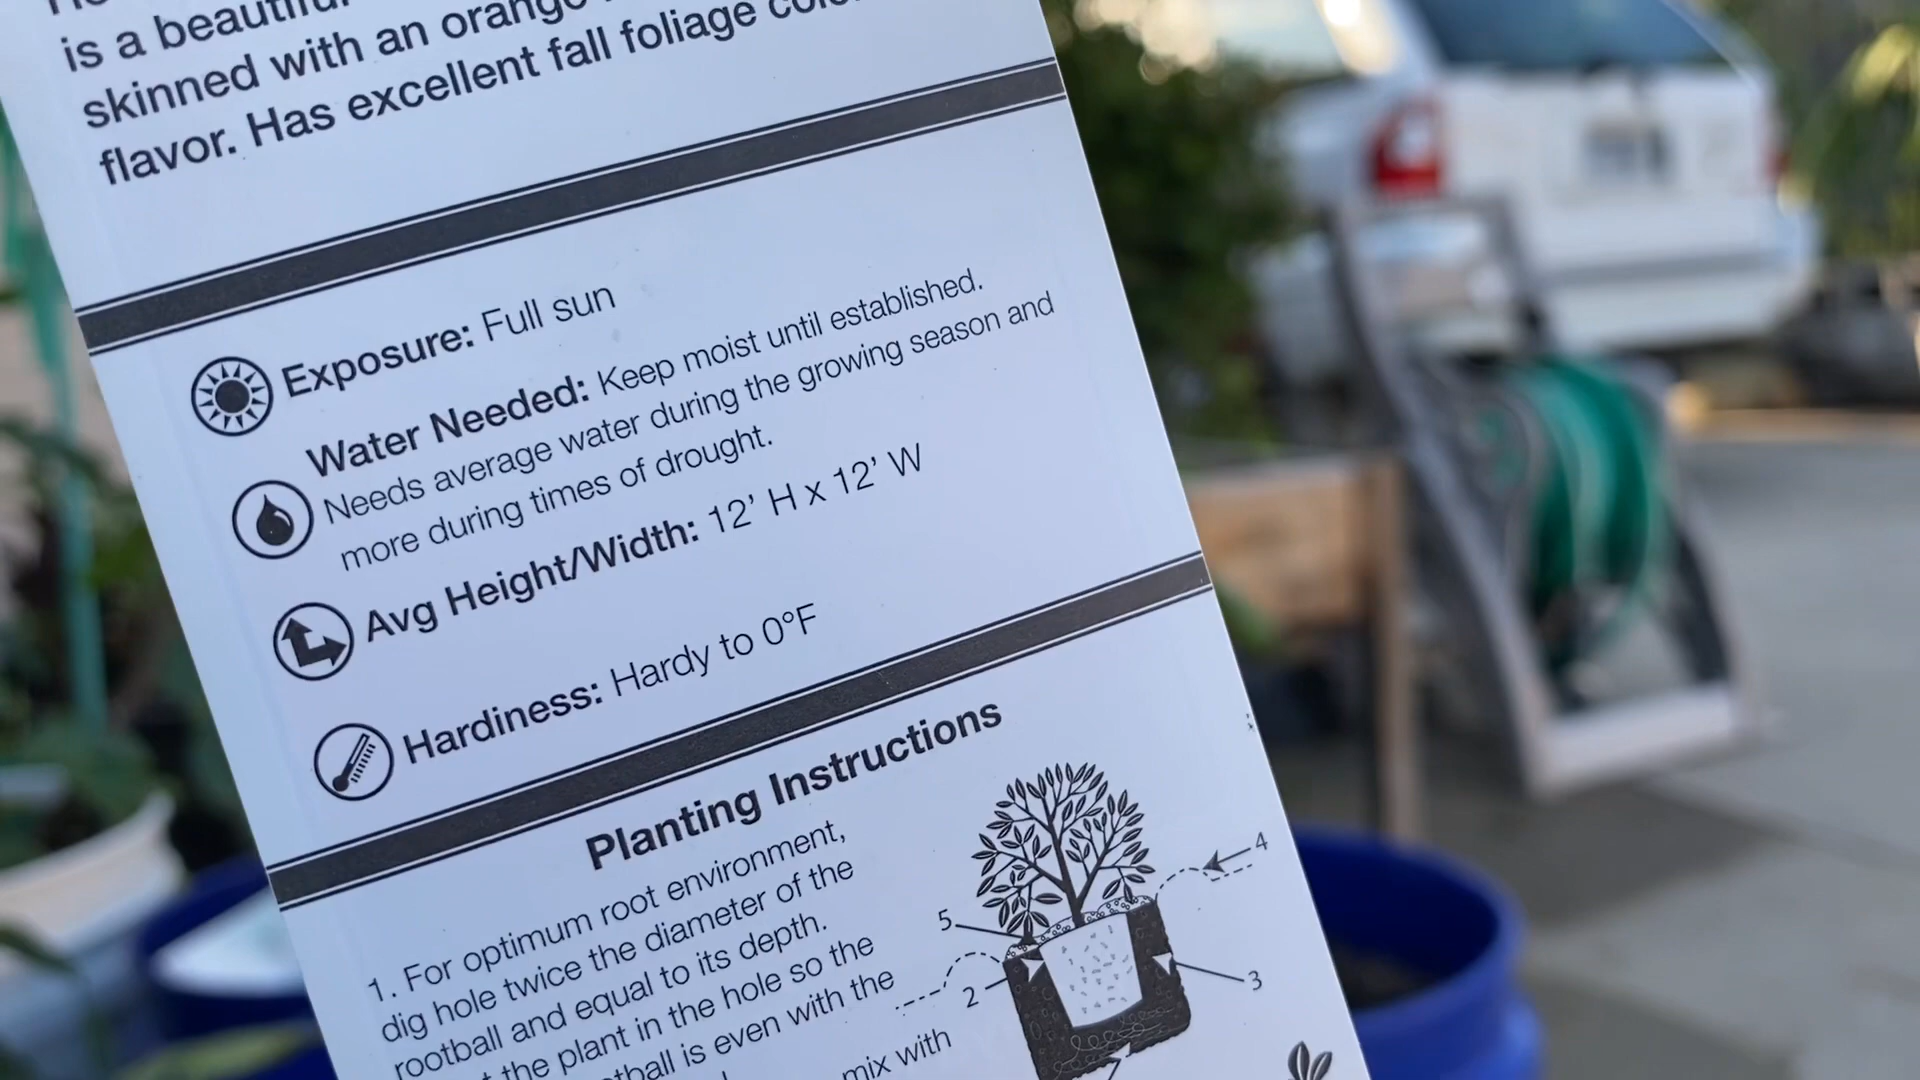 is a beautiful
skinned with an orange
flavor. Has excellent fall foliage
Exposure: Full sun
Water Needed: Keep moist until established.
Needs average water during the growing season and
more during times of drought.
Avg Height/Width: 12' H x 12' W
Hardiness: Hardy to 0°F
Planting Instructions
1. For optimum root environment,
dig hole twice the diameter of the
rootball and equal to its depth.
the plant in the hole so the
is even with the
mix with
4
5
3
2